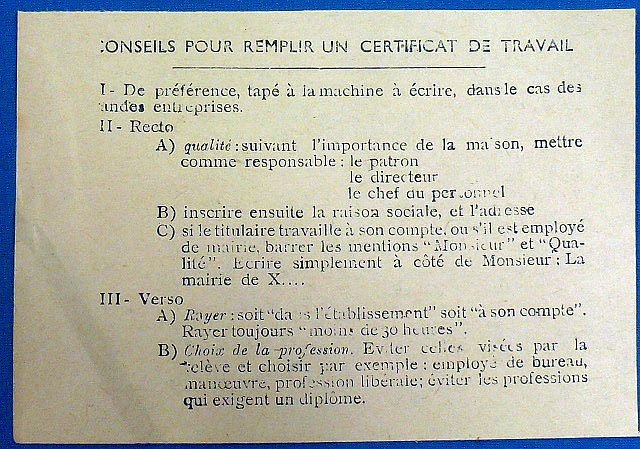 CONSEILS POUR REMPLIR UN CERTIFICAT DE TRAVAIL
I- De préférence, tapé à la machine à écrire, dans le cas des
andes entreprises.
II- Recto
A) qualité : suivant l'importance de la maison, mettre
comme responsable : le patron
le directeur
le chef du personnel
B) inscrire ensuite la raison sociale, et l'adresse
C) si le titulaire travaille à son compte, ou s'il est employé
de mairie, barrer les mentions "Monsieur" et "Qua-
lité". Ecrire simplement à côté de Monsieur : La
mairie de X....
III- Verso
A) Rayer : soit "dans l'établissement" soit "à son compte".
Rayer toujours "moins de 30 heures".
B) Choix de la profession. Eviter celles visées par la
relève et choisir par exemple : employé de bureau,
manœuvre, profession libérale; éviter les professions
qui exigent un diplôme.